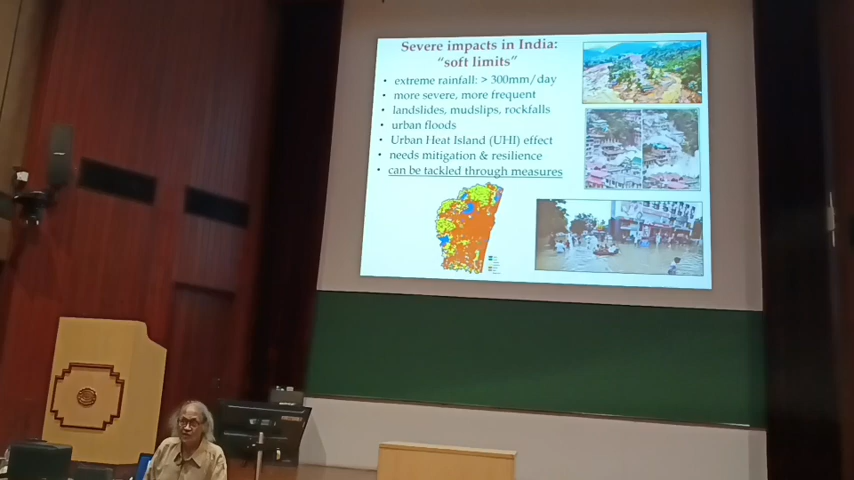 Severe impacts in India:
“soft limits”
• extreme rainfall: > 300mm/day
• more severe, more frequent
• landslides, mudslips, rockfalls
• urban floods
• Urban Heat Island (UHI) effect
• needs mitigation & resilience
• can be tackled through measures